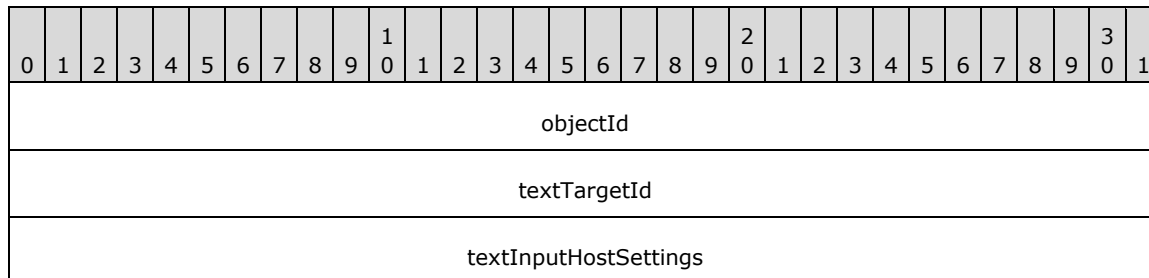 1 2 3
0 1 2 3 4 5 6 7 8 9 0 1 2 3 4 5 6 7 8 9 0 1 2 3 4 5 6 7 8 9 0 1
objectId
textTargetId
textInputHostSettings